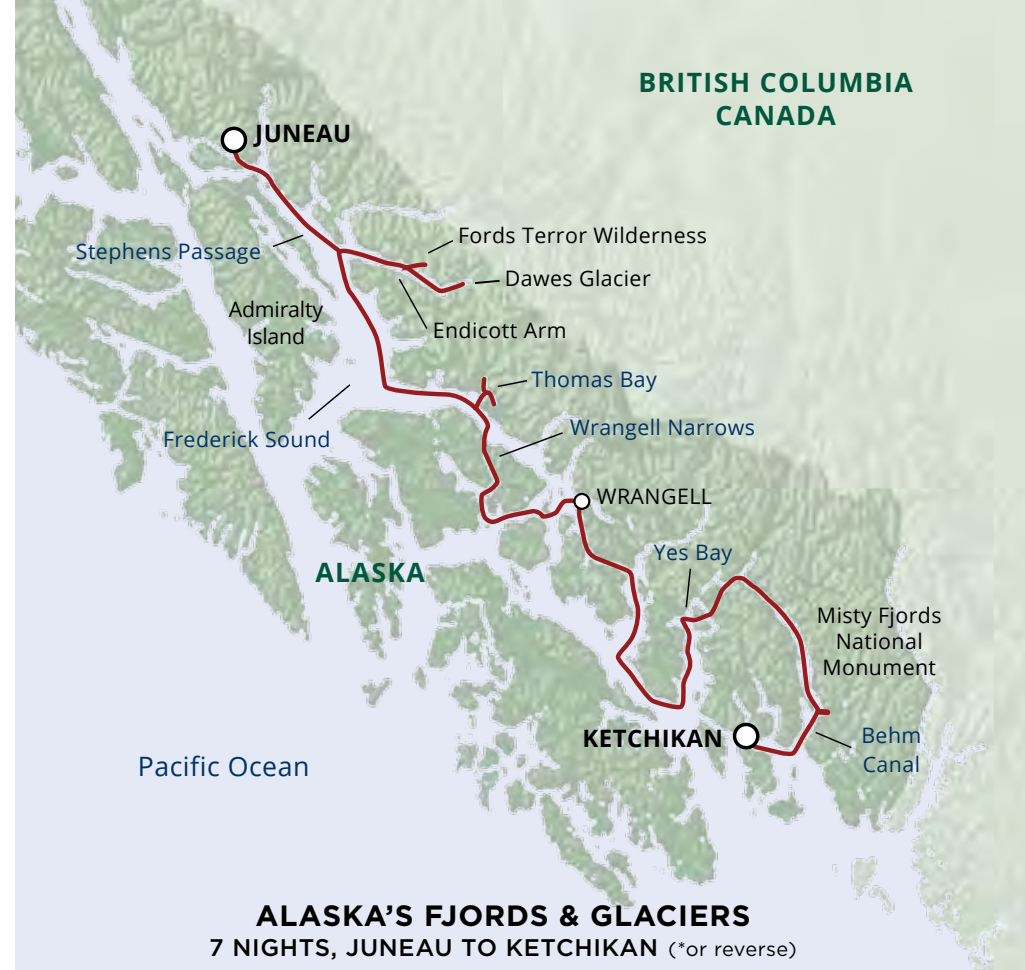 BRITISH COLUMBIA
CANADA
JUNEAU
Fords Terror Wilderness
Stephens Passage
Dawes Glacier
Admiralty
Island
Endicott Arm
Thomas Bay
Wrangell Narrows
Frederick Sound
WRANGELL
Yes Bay
ALASKA
Misty Fjords
National
Monument
KETCHIKAN
Behm
Canal
Pacific Ocean
ALASKA'S FJORDS & GLACIERS
7 NIGHTS, JUNEAU TO KETCHIKAN (*or reverse)